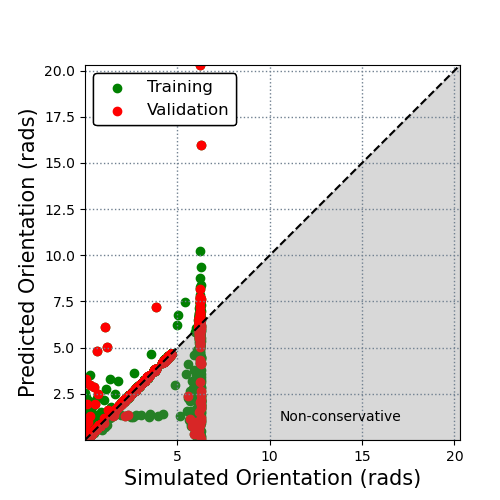 20.0
17.5
15.0
12.5
10.0
7.5
5.0
2.5
Training
Validation
Non-conservative
5
10
15
20
Simulated Orientation (rads)
Predicted Orientation (rads)